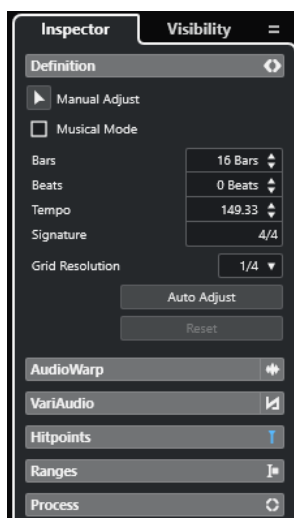 Inspector Visibility
Definition
Manual Adjust
Musical Mode
Bars 16 Bars
Beats 0 Beats
Tempo 149.33
Signature 4/4
Grid Resolution 1/4
Auto Adjust
Reset
AudioWarp
VariAudio
Hitpoints
Ranges
Process